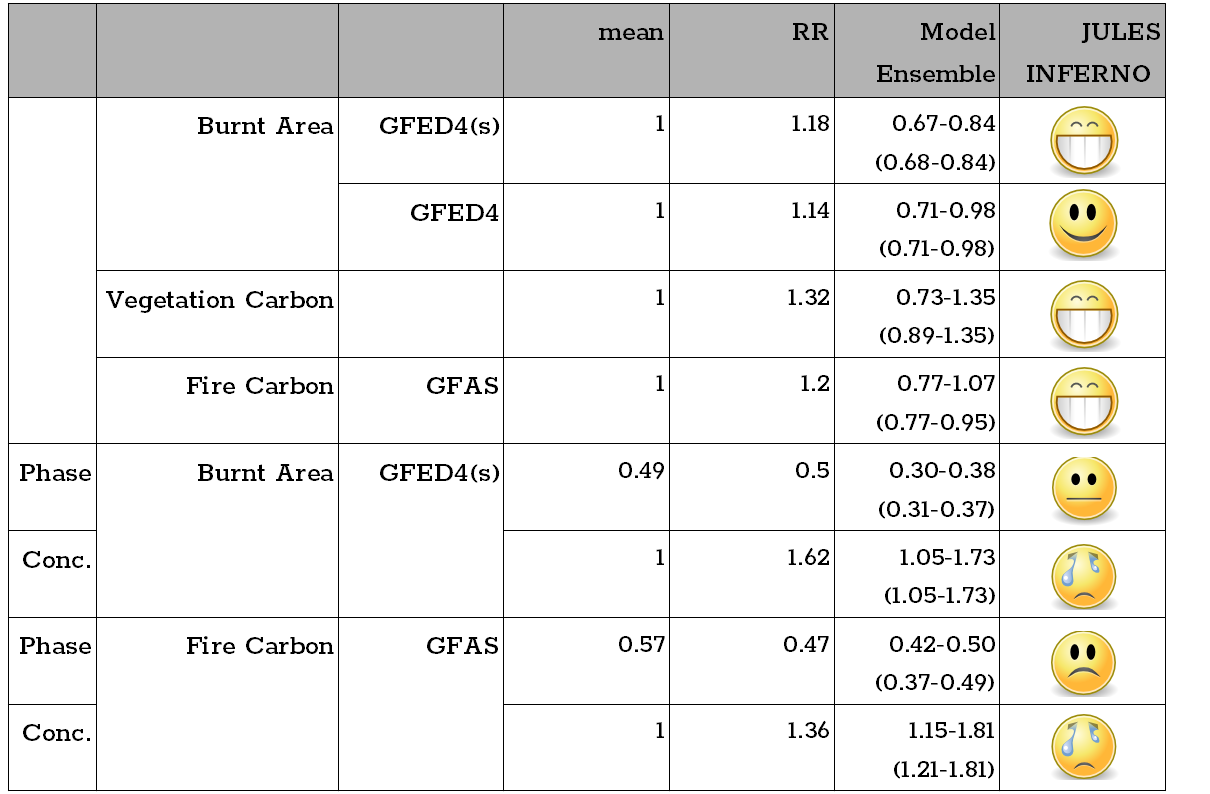 mean RR Model JULES
Ensemble INFERNO
Burnt Area GFED4(s) 1 1.18 0.67-0.84
(0.68-0.84)
GFED4 1 1.14 0.71-0.98
(0.71-0.98)
Vegetation Carbon 1 1.32 0.73-1.35
(0.89-1.35)
Fire Carbon GFAS 1 1.2 0.77-1.07
(0.77-0.95)
Phase Burnt Area GFED4(s) 0.49 0.5 0.30-0.38
(0.31-0.37)
Conc. 1 1.62 1.05-1.73
(1.05-1.73)
Phase Fire Carbon GFAS 0.57 0.47 0.42-0.50
(0.37-0.49)
Conc. 1 1.36 1.15-1.81
(1.21-1.81)